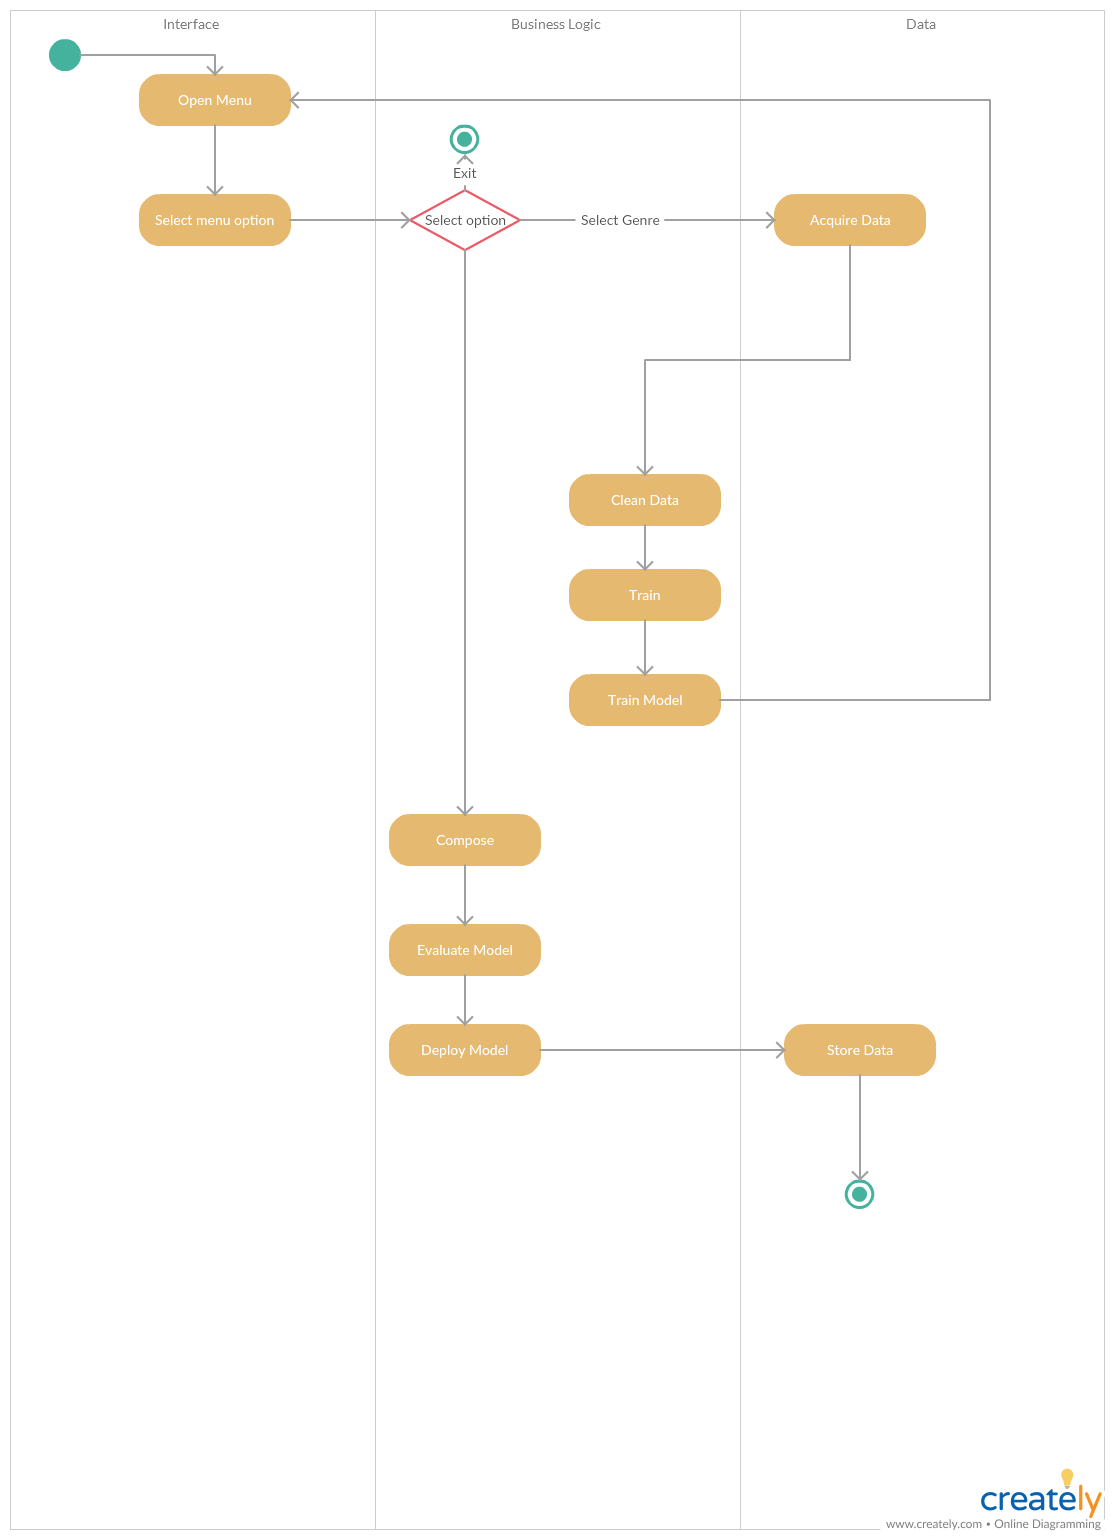 Interface
Business Logic
Data
Open Menu
Exit
Select menu option
Select option
Select Genre
Acquire Data
Clean Data
Train
Train Model
Compose
Evaluate Model
Deploy Model
Store Data
creately
www.creately.com • Online Diagramming